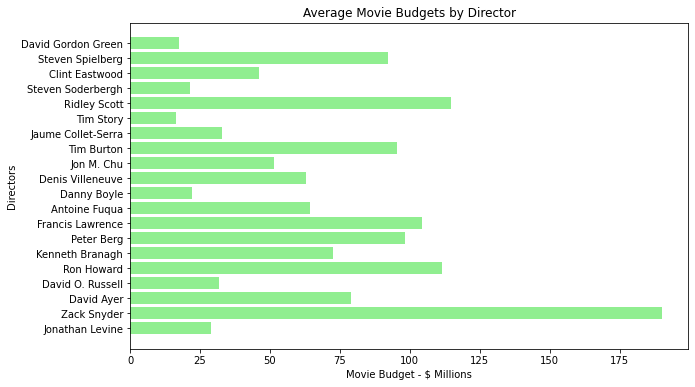 Average Movie Budgets by Director
Directors
David Gordon Green
Steven Spielberg
Clint Eastwood
Steven Soderbergh
Ridley Scott
Tim Story
Jaume Collet-Serra
Tim Burton
Jon M. Chu
Denis Villeneuve
Danny Boyle
Antoine Fuqua
Francis Lawrence
Peter Berg
Kenneth Branagh
Ron Howard
David O. Russell
David Ayer
Zack Snyder
Jonathan Levine
0 25 50 75 100 125 150 175
Movie Budget - $ Millions